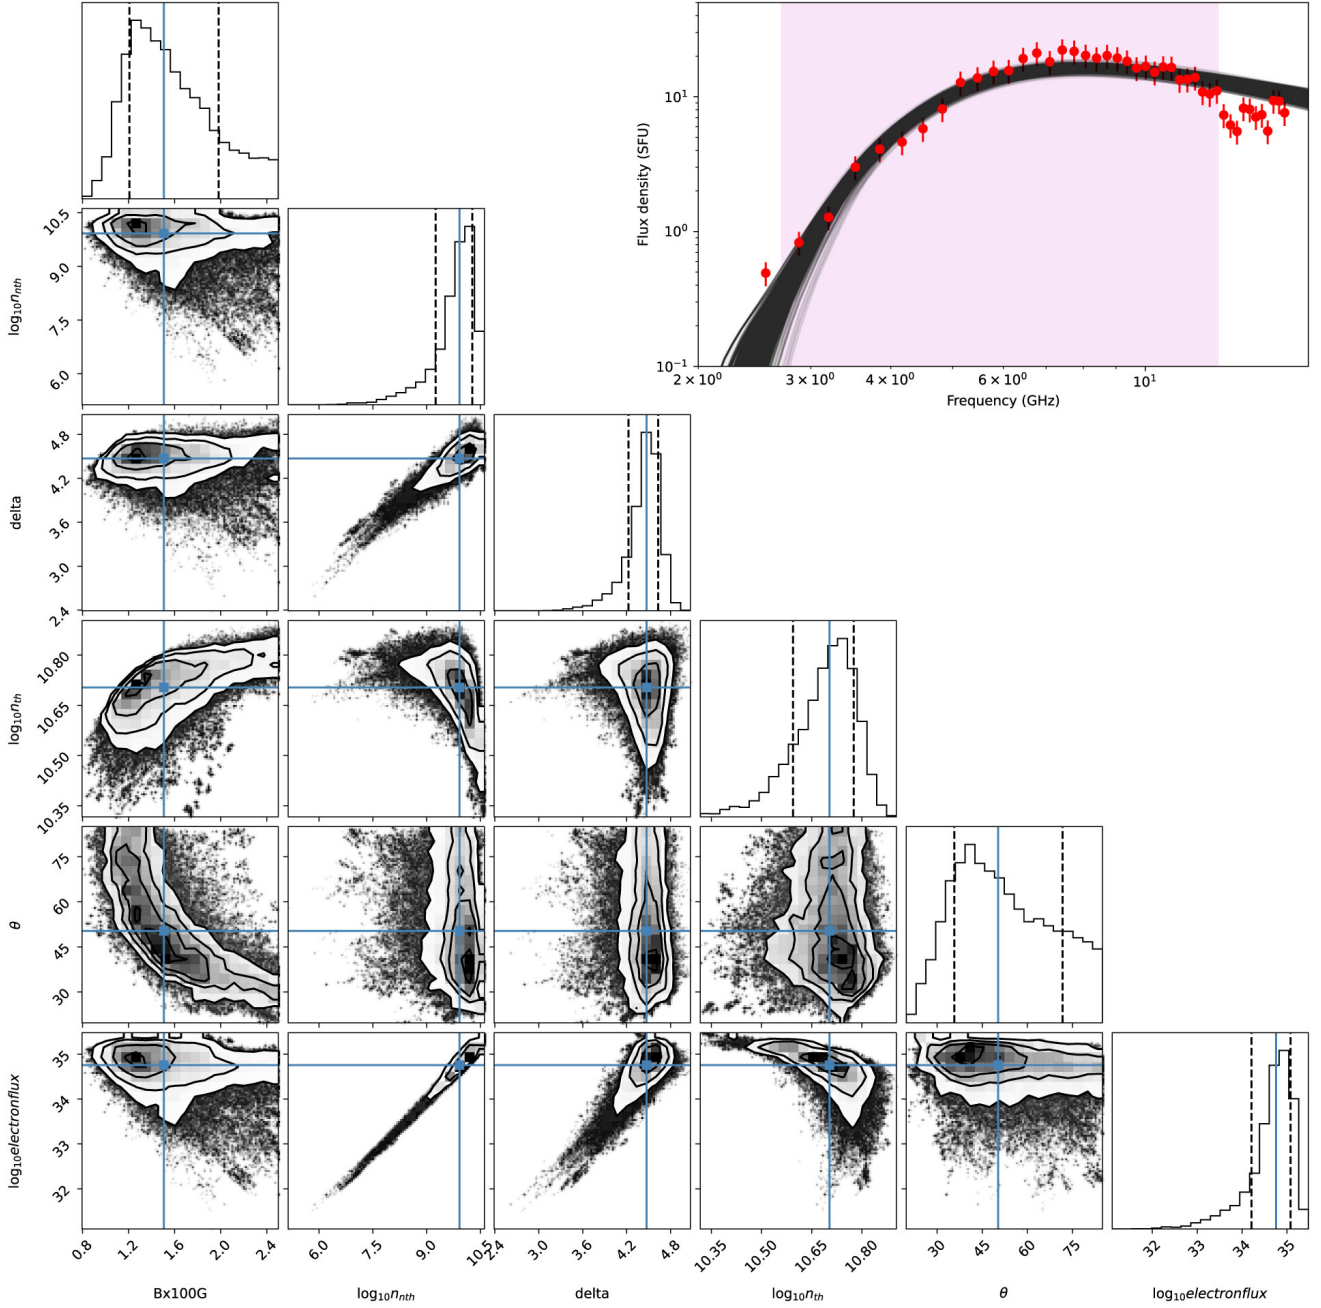 10¹
10⁰
10⁻¹
Flux density (SFU)
2 × 10⁰ 3 × 10⁰ 4 × 10⁰ 6 × 10⁰ 10¹
Frequency (GHz)
10.5
9.0
7.5
6.0
log₁₀n_nth
4.8
4.2
3.6
3.0
2.4
delta
10.80
10.65
10.50
10.35
log₁₀n_th
75
60
45
30
θ
35
34
33
32
log₁₀electronflux
0.8 1.2 1.6 2.0 2.4
6.0 7.5 9.0 10.5
2.4 3.0 3.6 4.2 4.8
10.35 10.50 10.65 10.80
30 45 60 75
32 33 34 35
Bx100G log₁₀n_nth delta log₁₀n_th θ log₁₀electronflux